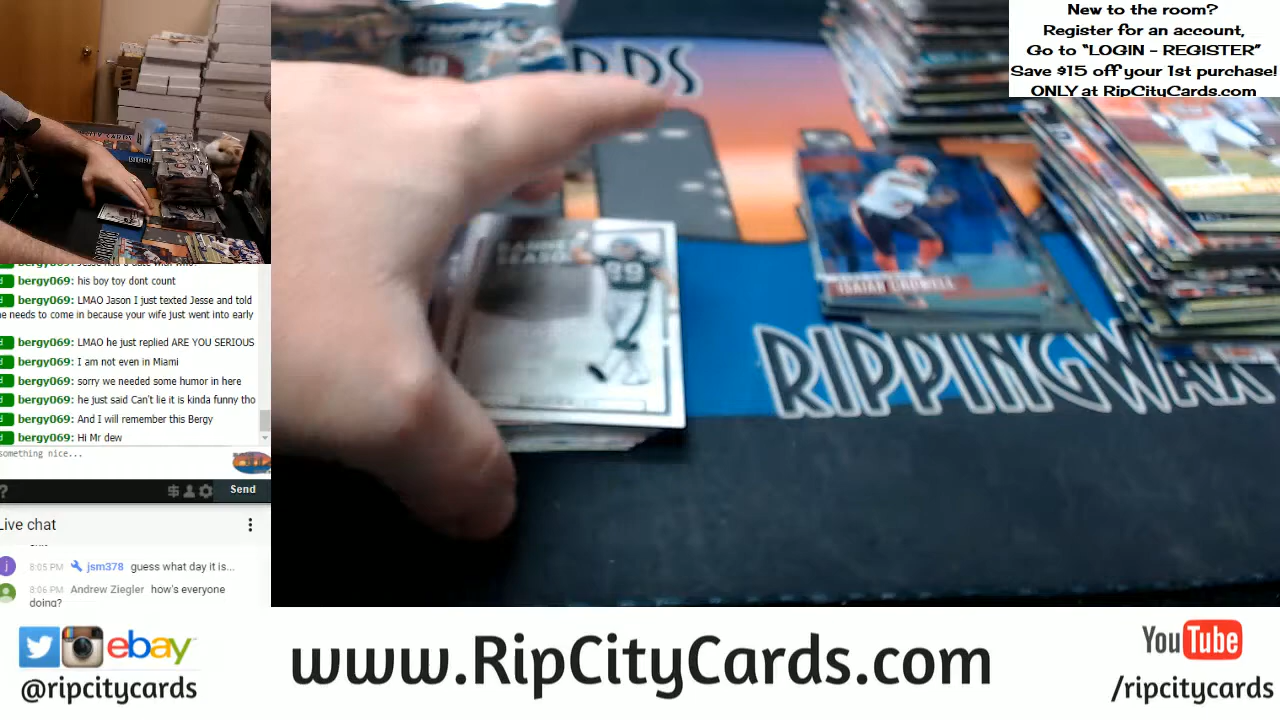 New to the room?
Register for an account,
Go to “LOGIN – REGISTER”
Save $15 off your 1st purchase!
ONLY at RipCityCards.com
RDS
SEASON
89
ISAIAH CROWELL
RIPPINGWAX
bergy069: his boy toy dont count
bergy069: LMAO Jason I just texted Jesse and told
he needs to come in because your wife just went into early
bergy069: LMAO he just replied ARE YOU SERIOUS
bergy069: I am not even in Miami
bergy069: sorry we needed some humor in here
bergy069: he just said Can't lie it is kinda funny tho
bergy069: And I will remember this Bergy
bergy069: Hi Mr dew
something nice...
?
$
Send
Live chat
j
8:05 PM jsm378 guess what day it is...
8:06 PM Andrew Ziegler how's everyone
doing?
ebay
@ripcitycards
www.RipCityCards.com
YouTube
/ripcitycards